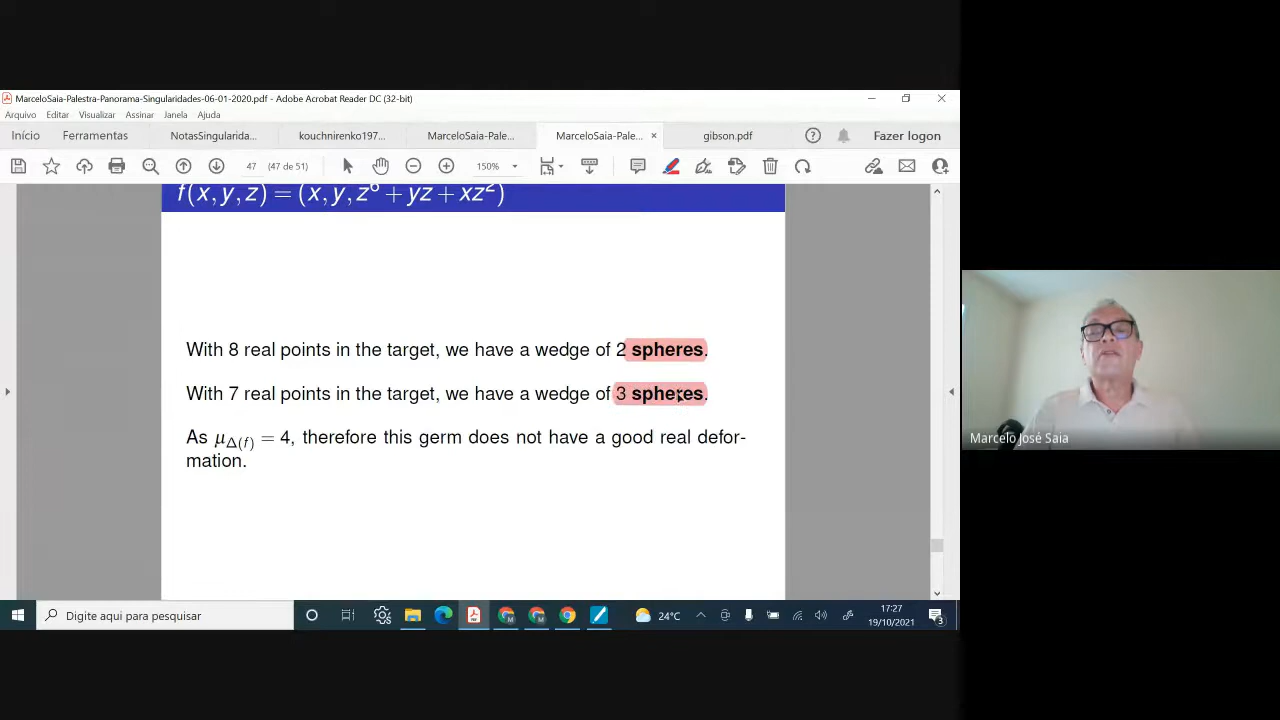 MarceloSaia-Palestra-Panorama-Singularidades-06-01-2020.pdf - Adobe Acrobat Reader DC (32-bit)
Arquivo Editar Visualizar Assinar Janela Ajuda
Início Ferramentas NotasSingularida... kouchnirenko197... MarceloSaia-Pale... MarceloSaia-Pale... × gibson.pdf Fazer logon
47 (47 de 51) 150%
f(x, y, z) = (x, y, z⁶ + yz + xz²)
With 8 real points in the target, we have a wedge of 2 spheres.
With 7 real points in the target, we have a wedge of 3 spheres.
As μΔ(f) = 4, therefore this germ does not have a good real defor-
mation.
Marcelo José Saia
Digite aqui para pesquisar
24°C
17:27
19/10/2021
3